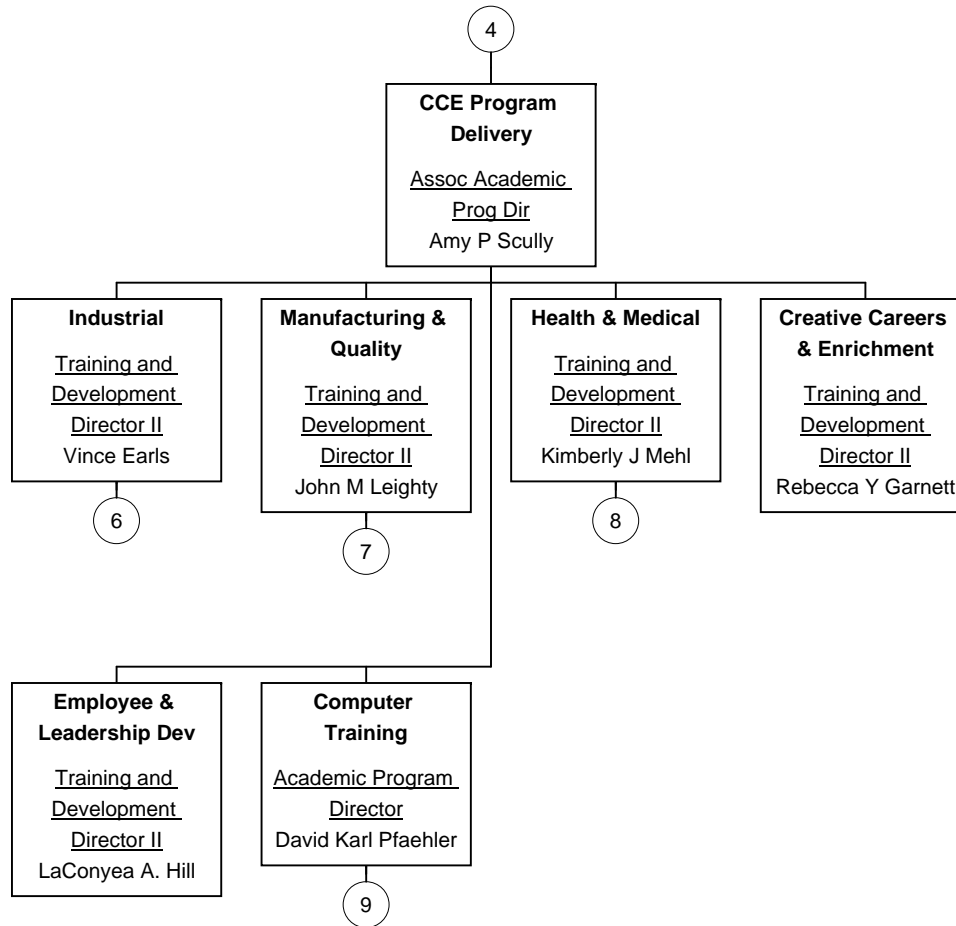 4
CCE Program
Delivery
Assoc Academic
Prog Dir
Amy P Scully
Industrial
Training and
Development
Director II
Vince Earls
6
Manufacturing &
Quality
Training and
Development
Director II
John M Leighty
7
Health & Medical
Training and
Development
Director II
Kimberly J Mehl
8
Creative Careers
& Enrichment
Training and
Development
Director II
Rebecca Y Garnett
Employee &
Leadership Dev
Training and
Development
Director II
LaConyea A. Hill
Computer
Training
Academic Program
Director
David Karl Pfaehler
9